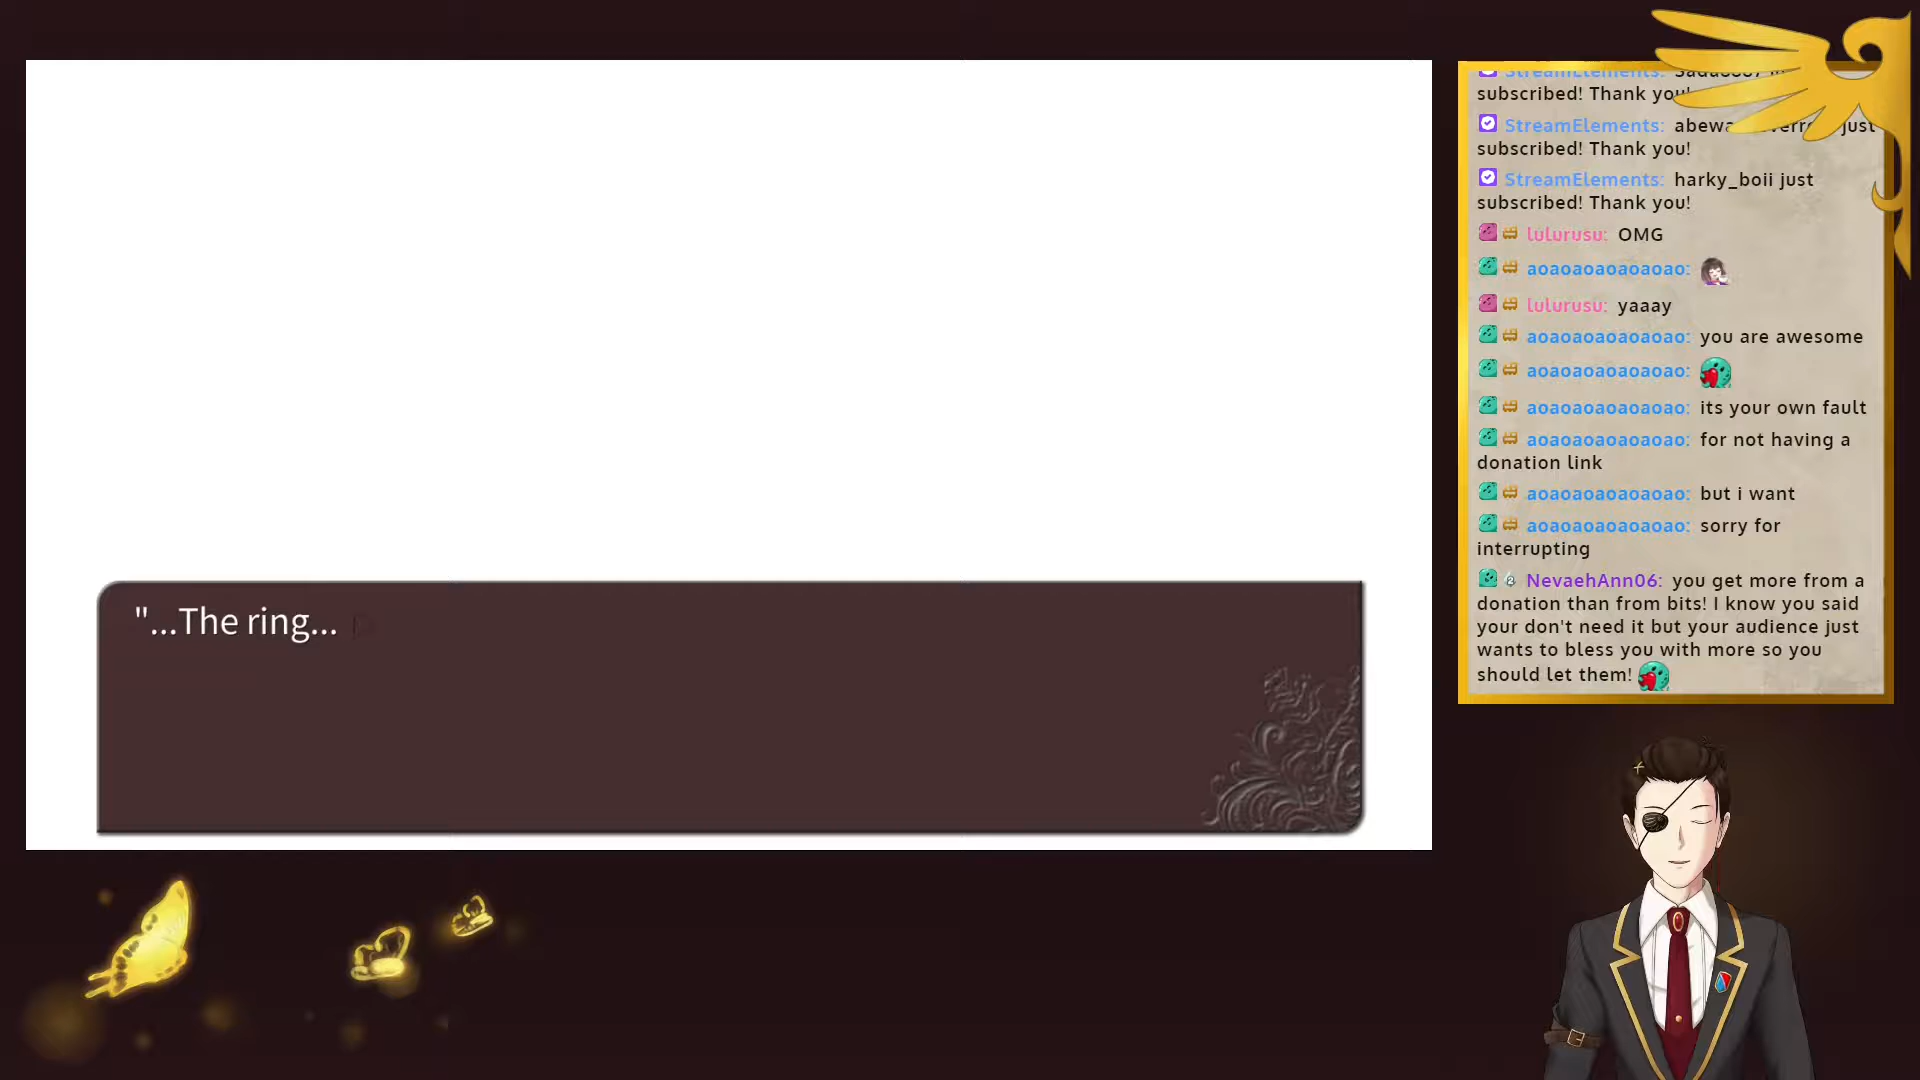 "...The ring...
StreamElements:
subscribed! Thank you!
StreamElements: just
subscribed! Thank you!
StreamElements: harky_boii just
subscribed! Thank you!
lulurusu: OMG
aoaoaoaoaoaoao:
lulurusu: yaaay
aoaoaoaoaoaoao: you are awesome
aoaoaoaoaoaoao:
aoaoaoaoaoaoao: its your own fault
aoaoaoaoaoaoao: for not having a
donation link
aoaoaoaoaoaoao: but i want
aoaoaoaoaoaoao: sorry for
interrupting
NevaehAnn06: you get more from a
donation than from bits! I know you said
your don't need it but your audience just
wants to bless you with more so you
should let them!